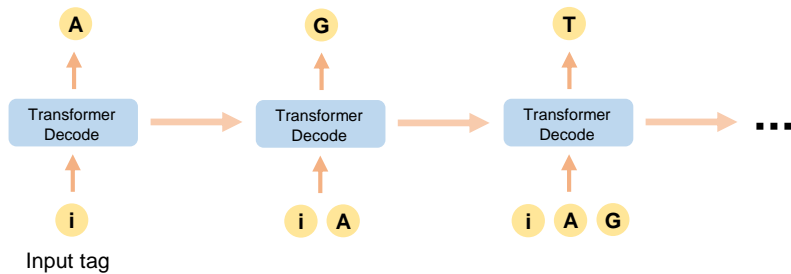 A G T
Transformer Decode
Transformer Decode
Transformer Decode
i
i A
i A G
Input tag
...